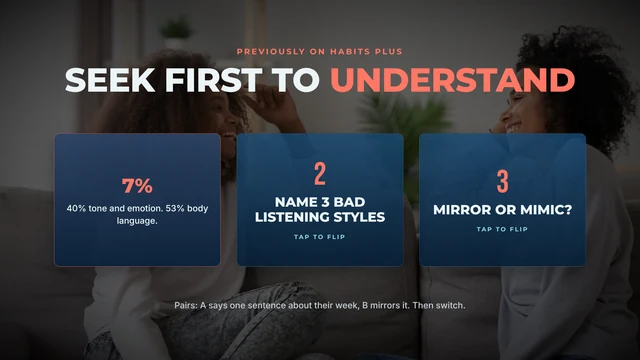 PREVIOUSLY ON HABITS PLUS
SEEK FIRST TO UNDERSTAND
7%
40% tone and emotion. 53% body
language.
2
NAME 3 BAD
LISTENING STYLES
TAP TO FLIP
3
MIRROR OR MIMIC?
TAP TO FLIP
Pairs: A says one sentence about their week, B mirrors it. Then switch.